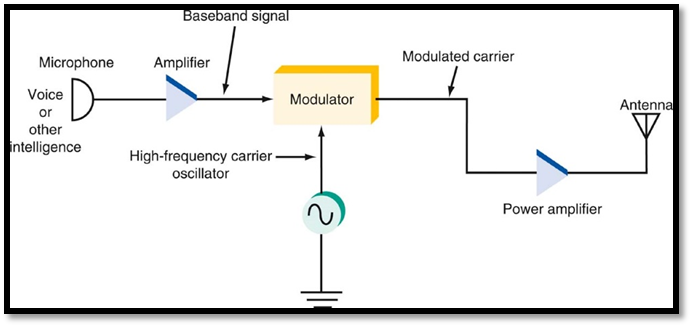 Baseband signal
Microphone
Amplifier
Modulated carrier
Voice
or
other
intelligence
Modulator
Antenna
High-frequency carrier
oscillator
Power amplifier